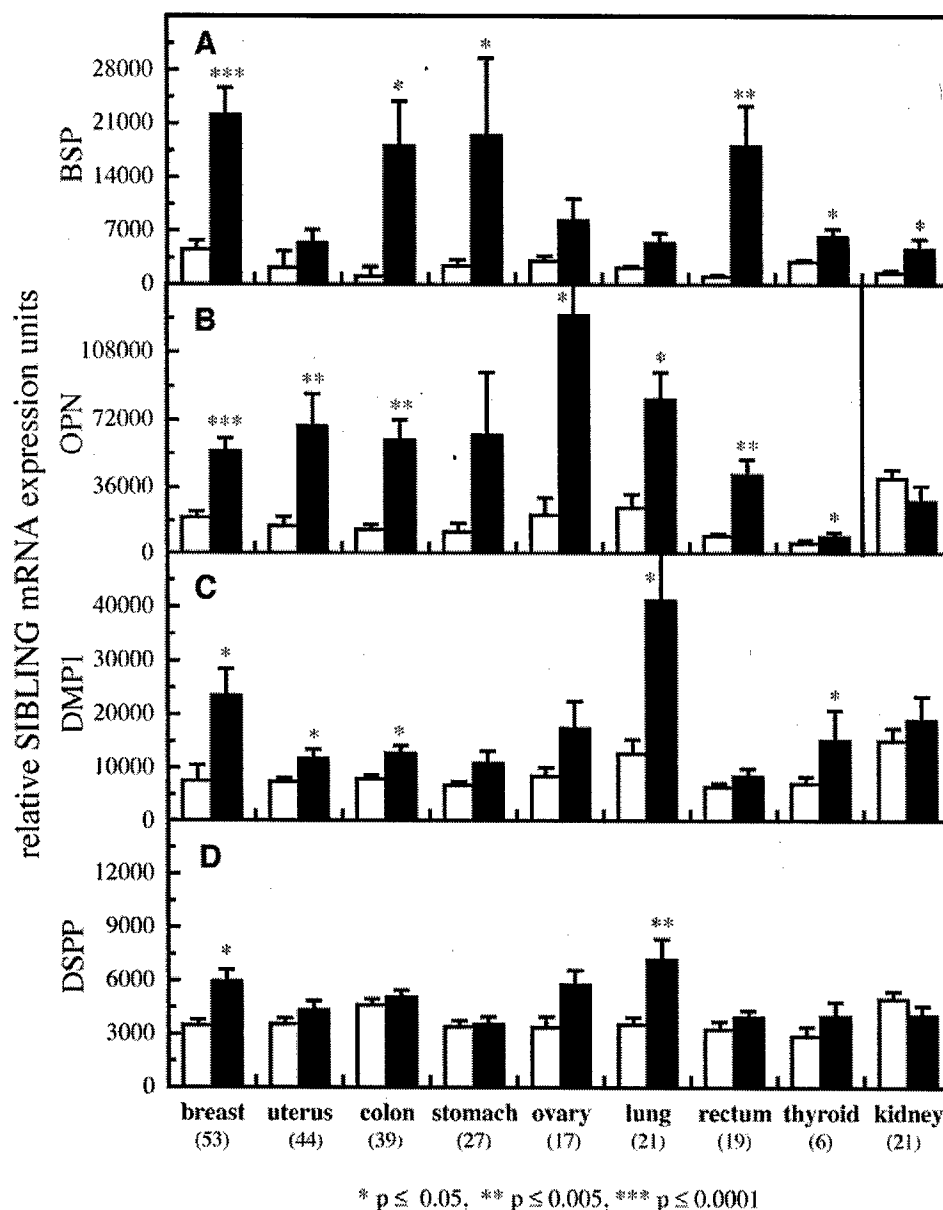 relative SIBLING mRNA expression units
A
BSP
28000
21000
14000
7000
0
*** * * ** * *
B
OPN
108000
72000
36000
0
*** ** ** * * ** *
C
DMP1
40000
30000
20000
10000
0
* * * * *
D
DSPP
12000
9000
6000
3000
0
* **
breast uterus colon stomach ovary lung rectum thyroid kidney
(53) (44) (39) (27) (17) (21) (19) (6) (21)
* p ≤ 0.05, ** p ≤ 0.005, *** p ≤ 0.0001